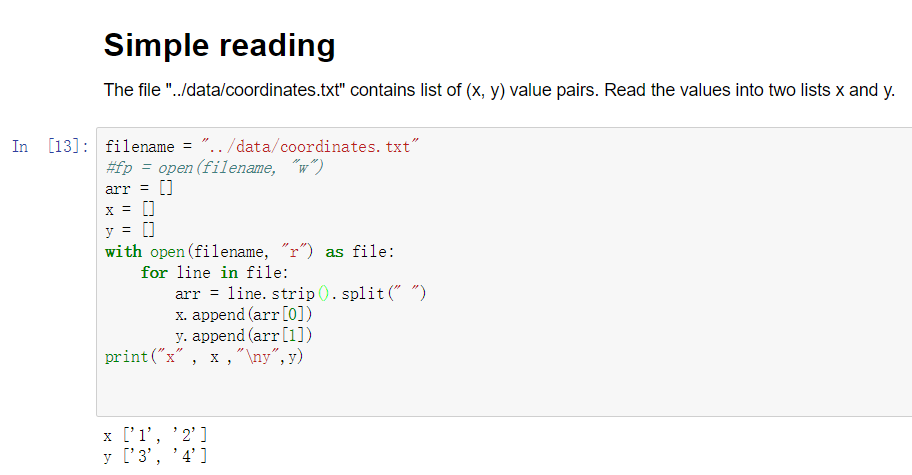 Simple reading
The file "../data/coordinates.txt" contains list of (x, y) value pairs. Read the values into two lists x and y.
In [13]:
filename = "../data/coordinates.txt"
#fp = open(filename, "w")
arr = []
x = []
y = []
with open(filename, "r") as file:
    for line in file:
        arr = line.strip().split(" ")
        x.append(arr[0])
        y.append(arr[1])
print("x" , x ,"\ny",y)
x ['1', '2']
y ['3', '4']